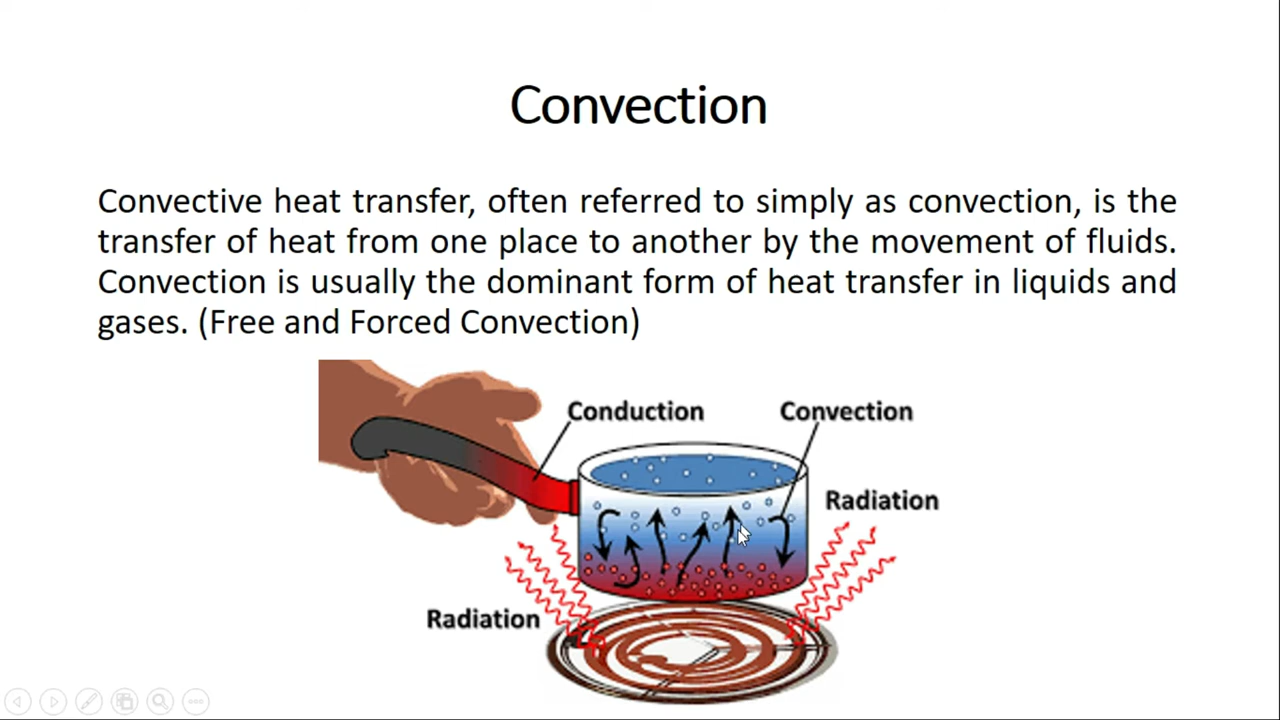 Convection
Convective heat transfer, often referred to simply as convection, is the
transfer of heat from one place to another by the movement of fluids.
Convection is usually the dominant form of heat transfer in liquids and
gases. (Free and Forced Convection)
Conduction
Convection
Radiation
Radiation